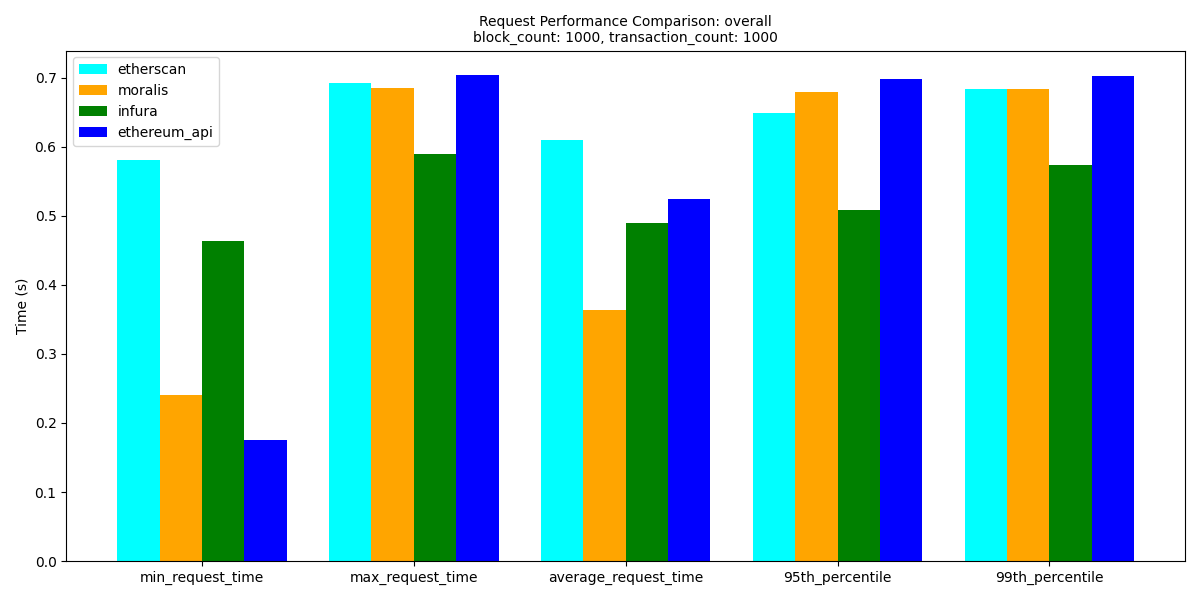 Request Performance Comparison: overall
block_count: 1000, transaction_count: 1000
etherscan
moralis
infura
ethereum_api
Time (s)
0.7
0.6
0.5
0.4
0.3
0.2
0.1
0.0
min_request_time
max_request_time
average_request_time
95th_percentile
99th_percentile